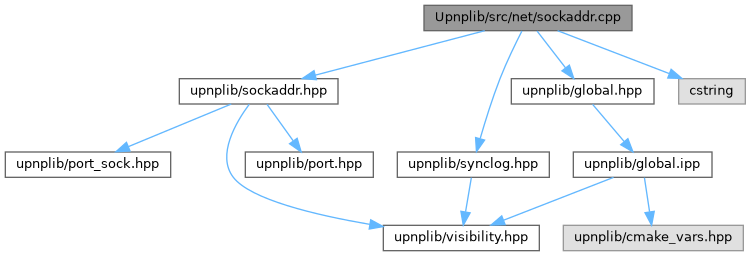 Upnplib/src/net/sockaddr.cpp
upnplib/sockaddr.hpp
upnplib/global.hpp
cstring
upnplib/port_sock.hpp
upnplib/port.hpp
upnplib/synclog.hpp
upnplib/global.ipp
upnplib/visibility.hpp
upnplib/cmake_vars.hpp